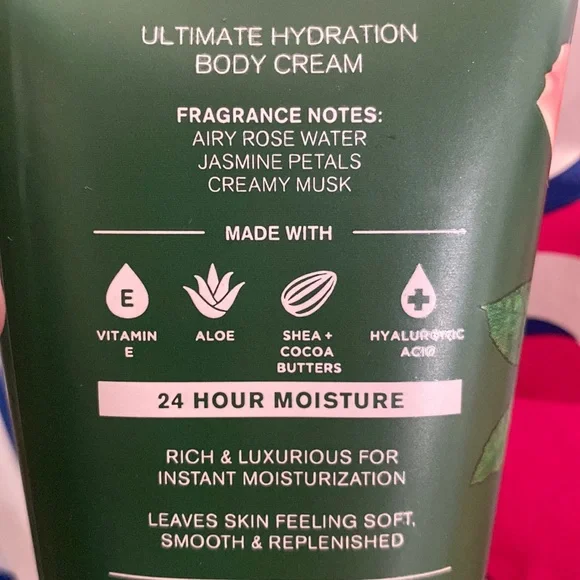 ULTIMATE HYDRATION
BODY CREAM
FRAGRANCE NOTES:
AIRY ROSE WATER
JASMINE PETALS
CREAMY MUSK
MADE WITH
E
VITAMIN
E
ALOE
SHEA +
COCOA
BUTTERS
HYALURONIC
ACID
24 HOUR MOISTURE
RICH & LUXURIOUS FOR
INSTANT MOISTURIZATION
LEAVES SKIN FEELING SOFT,
SMOOTH & REPLENISHED